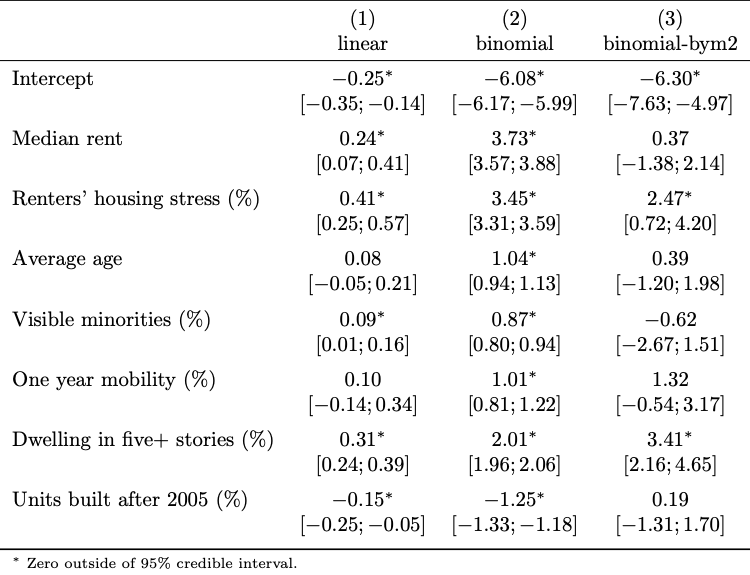 (1) (2) (3)
linear binomial binomial-bym2
Intercept −0.25* −6.08* −6.30*
[−0.35; −0.14] [−6.17; −5.99] [−7.63; −4.97]
Median rent 0.24* 3.73* 0.37
[0.07; 0.41] [3.57; 3.88] [−1.38; 2.14]
Renters' housing stress (%) 0.41* 3.45* 2.47*
[0.25; 0.57] [3.31; 3.59] [0.72; 4.20]
Average age 0.08 1.04* 0.39
[−0.05; 0.21] [0.94; 1.13] [−1.20; 1.98]
Visible minorities (%) 0.09* 0.87* −0.62
[0.01; 0.16] [0.80; 0.94] [−2.67; 1.51]
One year mobility (%) 0.10 1.01* 1.32
[−0.14; 0.34] [0.81; 1.22] [−0.54; 3.17]
Dwelling in five+ stories (%) 0.31* 2.01* 3.41*
[0.24; 0.39] [1.96; 2.06] [2.16; 4.65]
Units built after 2005 (%) −0.15* −1.25* 0.19
[−0.25; −0.05] [−1.33; −1.18] [−1.31; 1.70]
* Zero outside of 95% credible interval.